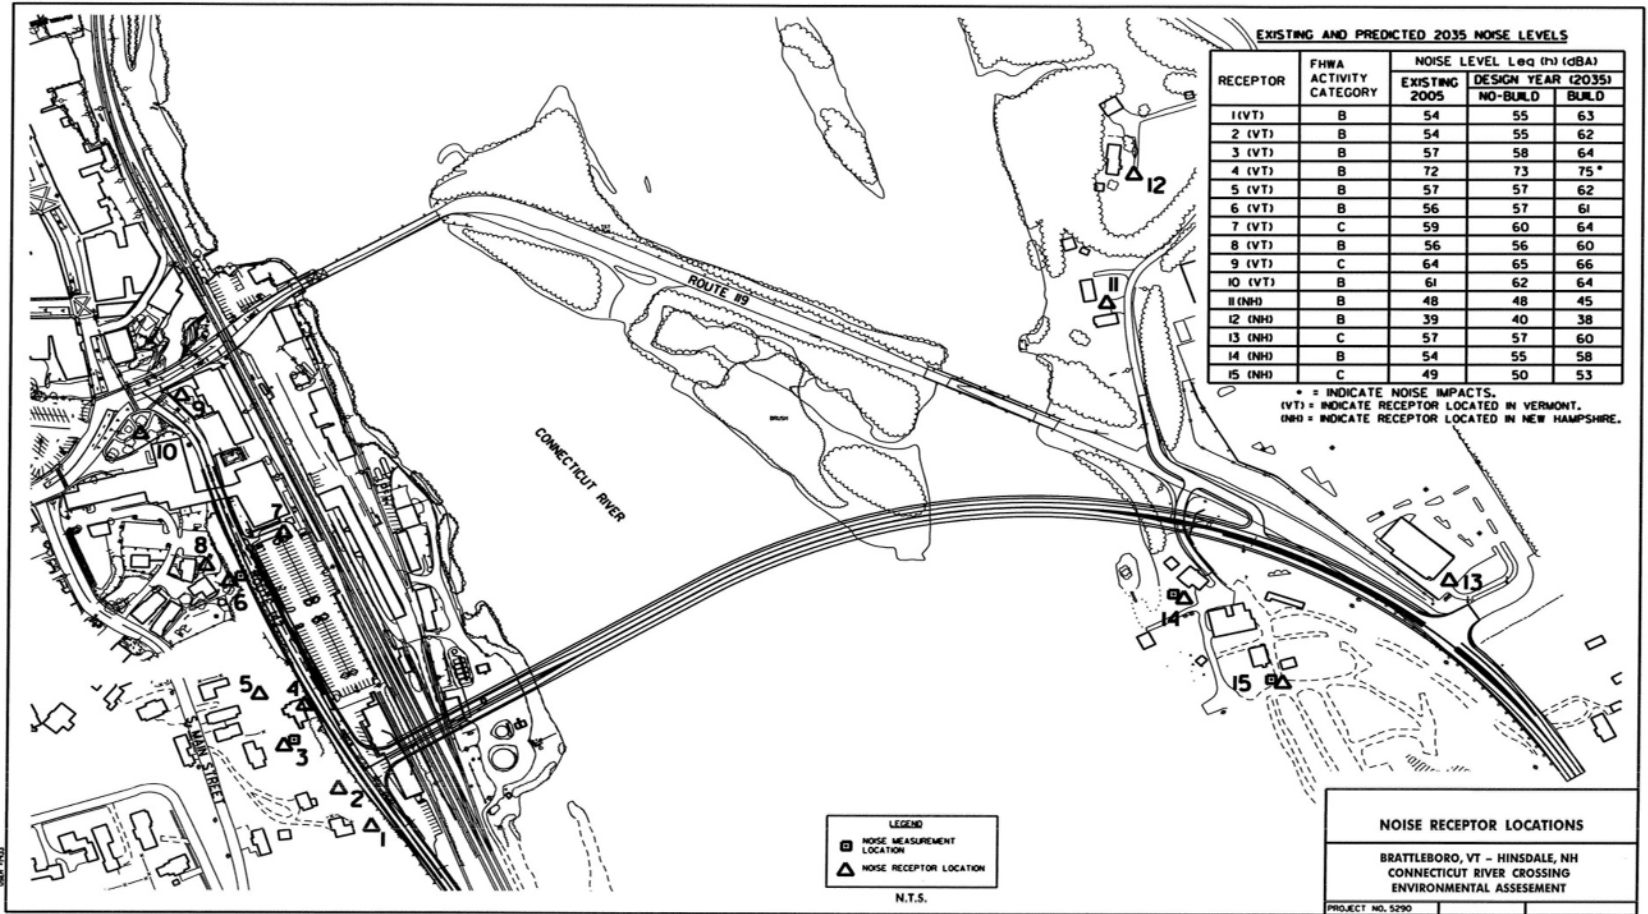 EXISTING AND PREDICTED 2035 NOISE LEVELS
RECEPTOR FHWA ACTIVITY CATEGORY NOISE LEVEL Leq (h) (dBA)
EXISTING 2005 DESIGN YEAR (2035)
NO-BUILD BUILD
1 (VT) B 54 55 63
2 (VT) B 54 55 62
3 (VT) B 57 58 64
4 (VT) B 72 73 75*
5 (VT) B 57 57 62
6 (VT) B 56 57 61
7 (VT) C 59 60 64
8 (VT) B 56 56 60
9 (VT) C 64 65 66
10 (VT) B 61 62 64
11 (NH) B 48 48 45
12 (NH) B 39 40 38
13 (NH) C 57 57 60
14 (NH) B 54 55 58
15 (NH) C 49 50 53
* = INDICATE NOISE IMPACTS.
(VT) = INDICATE RECEPTOR LOCATED IN VERMONT.
(NH) = INDICATE RECEPTOR LOCATED IN NEW HAMPSHIRE.
12
11
ROUTE 119
9
BRUSH
10
CONNECTICUT RIVER
7
8
6
13
14
5
4
15
3
S. MAIN STREET
2
1
LEGEND
NOISE MEASUREMENT
LOCATION
NOISE RECEPTOR LOCATION
N.T.S.
NOISE RECEPTOR LOCATIONS
BRATTLEBORO, VT - HINSDALE, NH
CONNECTICUT RIVER CROSSING
ENVIRONMENTAL ASSESEMENT
PROJECT NO. 5290